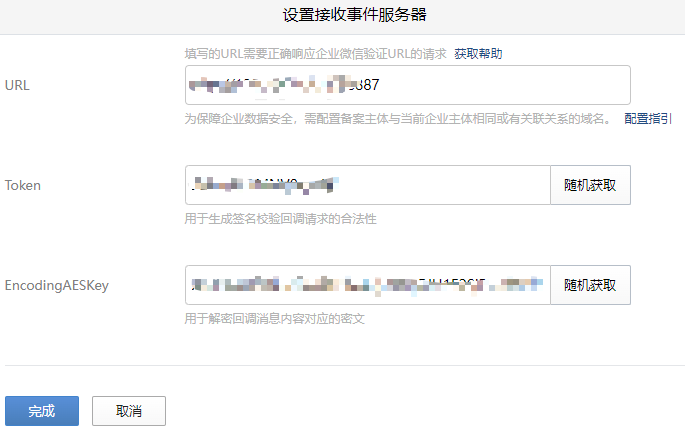 设置接收事件服务器
填写的URL需要正确响应企业微信验证URL的请求 获取帮助
URL
887
为保障企业数据安全，需配置备案主体与当前企业主体相同或有关联关系的域名。 配置指引
Token
随机获取
用于生成签名校验回调请求的合法性
EncodingAESKey
随机获取
用于解密回调消息内容对应的密文
完成 取消